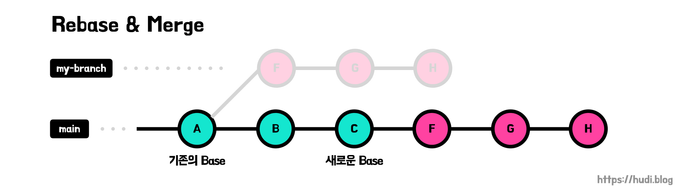 Rebase & Merge
my-branch
F G H
main
A B C F G H
기존의 Base 새로운 Base
https://hudi.blog